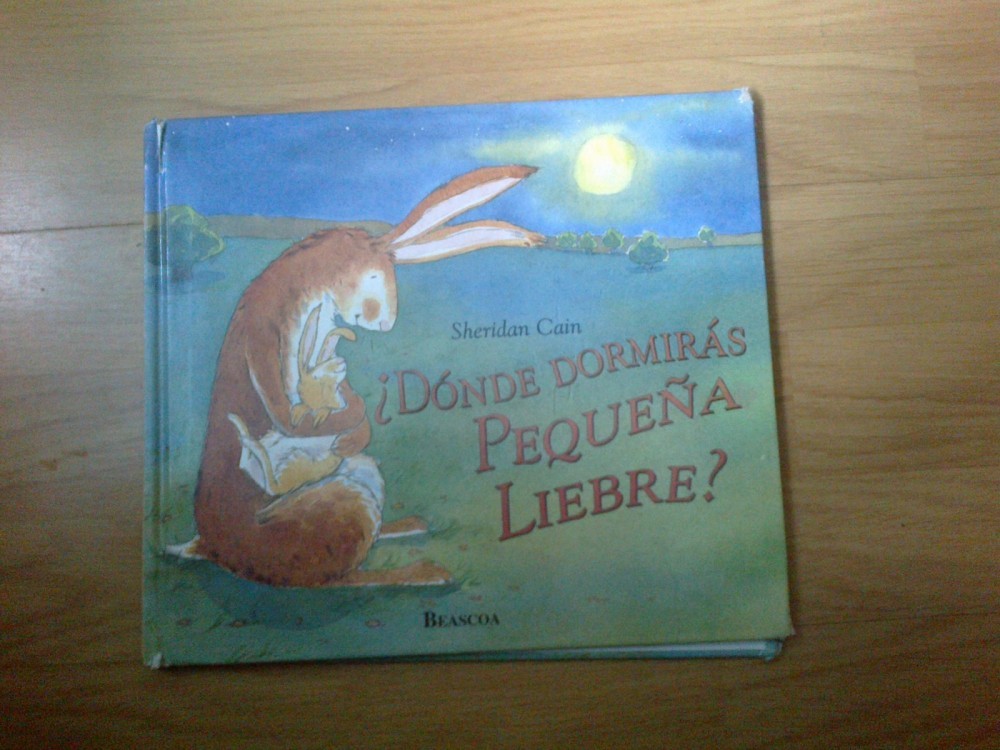 Sheridan Cain
¿DÓNDE DORMIRÁS
PEQUEÑA
LIEBRE?
BEASCOA